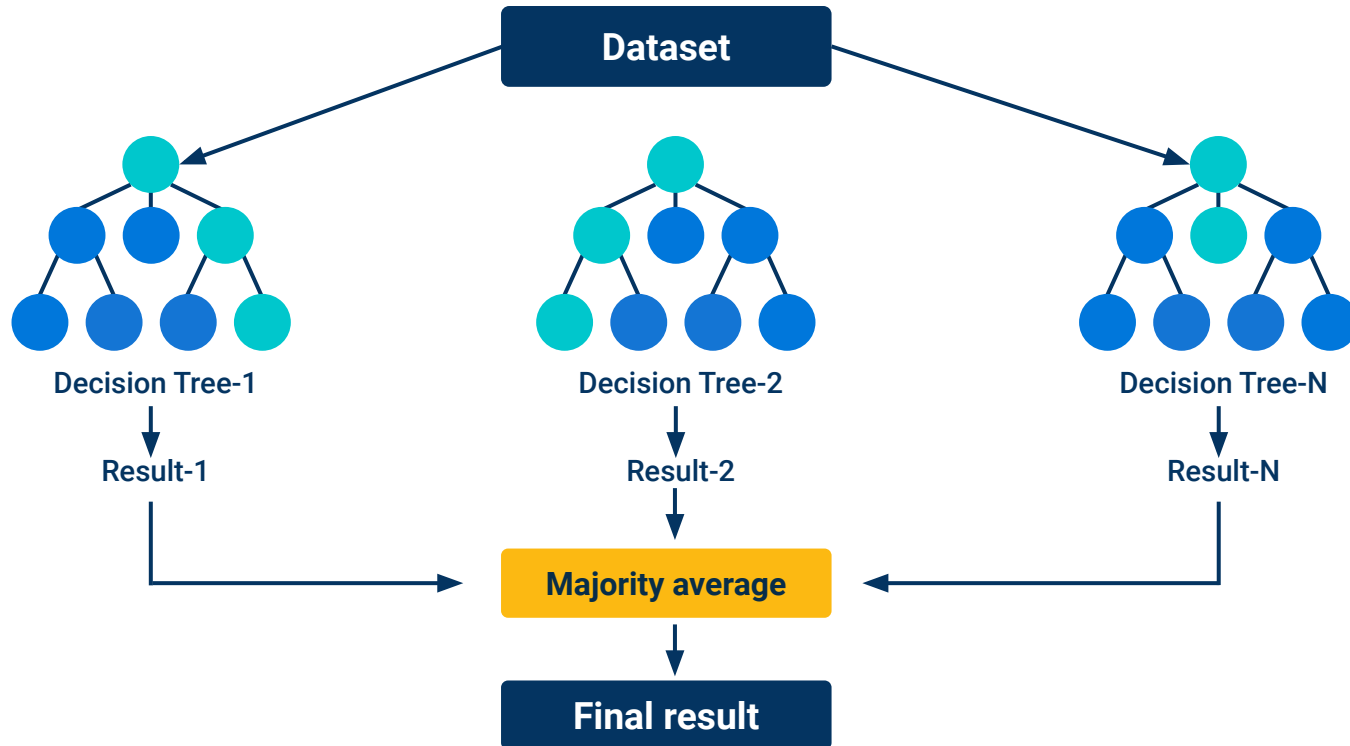 Dataset
Decision Tree-1
Decision Tree-2
Decision Tree-N
Result-1
Result-2
Result-N
Majority average
Final result